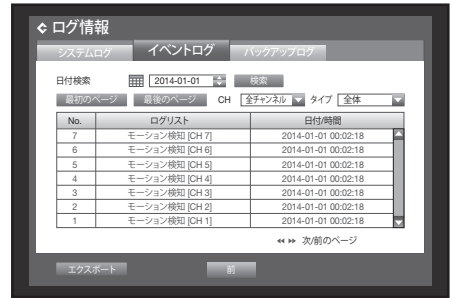 ログ情報
システムログ イベントログ バックアップログ
日付検索 2014-01-01 検索
最初のページ 最後のページ CH 全チャンネル タイプ 全体
No. ログリスト 日付/時間
7 モーション検知 [CH 7] 2014-01-01 00:02:18
6 モーション検知 [CH 6] 2014-01-01 00:02:18
5 モーション検知 [CH 5] 2014-01-01 00:02:18
4 モーション検知 [CH 4] 2014-01-01 00:02:18
3 モーション検知 [CH 3] 2014-01-01 00:02:18
2 モーション検知 [CH 2] 2014-01-01 00:02:18
1 モーション検知 [CH 1] 2014-01-01 00:02:18
次/前のページ
エクスポート 前